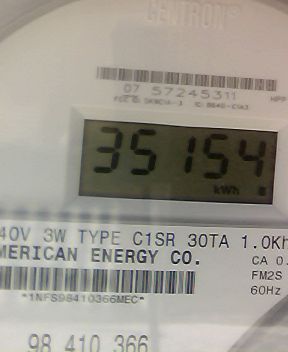 CENTRON®
07 57245311
35154
kWh
40V 3W TYPE C1SR 30TA 1.0Kh
MERICAN ENERGY CO.
CA 0.
FM2S
60Hz
*1NFS98410366MEC*
98 410 366